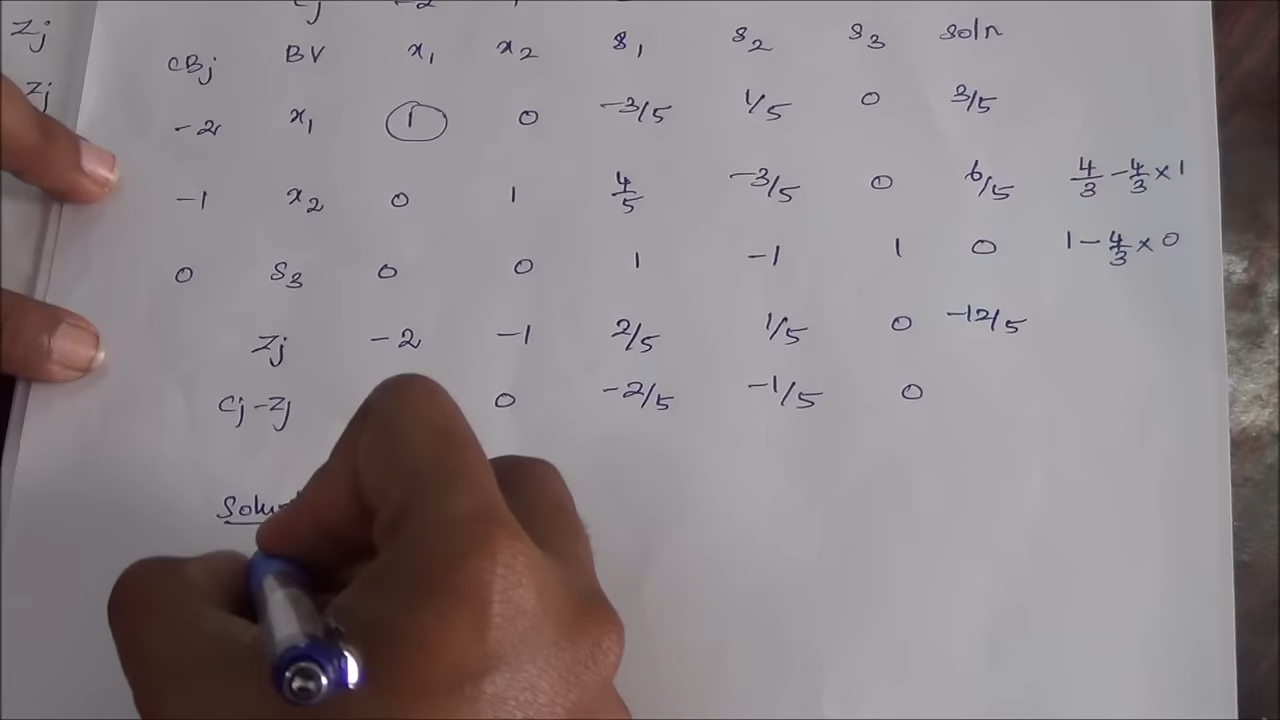 Zj
Zj
Cj -2
CBj BV x1 x2 s1 s2 s3 soln
-2 x1 1 0 -3/5 1/5 0 3/5
-1 x2 0 1 4/5 -3/5 0 6/5 4/3 - 4/3 × 1
0 s3 0 0 1 -1 1 0 1 - 4/3 × 0
Zj -2 -1 2/5 1/5 0 -12/5
Cj - Zj 0 -2/5 -1/5 0